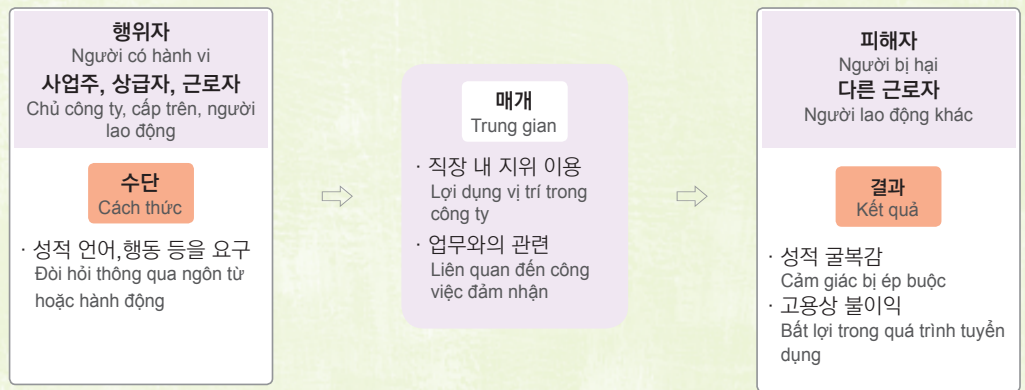 행위자
Người có hành vi
사업주, 상급자, 근로자
Chủ công ty, cấp trên, người
lao động
수단
Cách thức
· 성적 언어,행동 등을 요구
Đòi hỏi thông qua ngôn từ
hoặc hành động
매개
Trung gian
· 직장 내 지위 이용
Lợi dụng vị trí trong
công ty
· 업무와의 관련
Liên quan đến công
việc đảm nhận
피해자
Người bị hại
다른 근로자
Người lao động khác
결과
Kết quả
· 성적 굴복감
Cảm giác bị ép buộc
· 고용상 불이익
Bất lợi trong quá trình tuyển
dụng